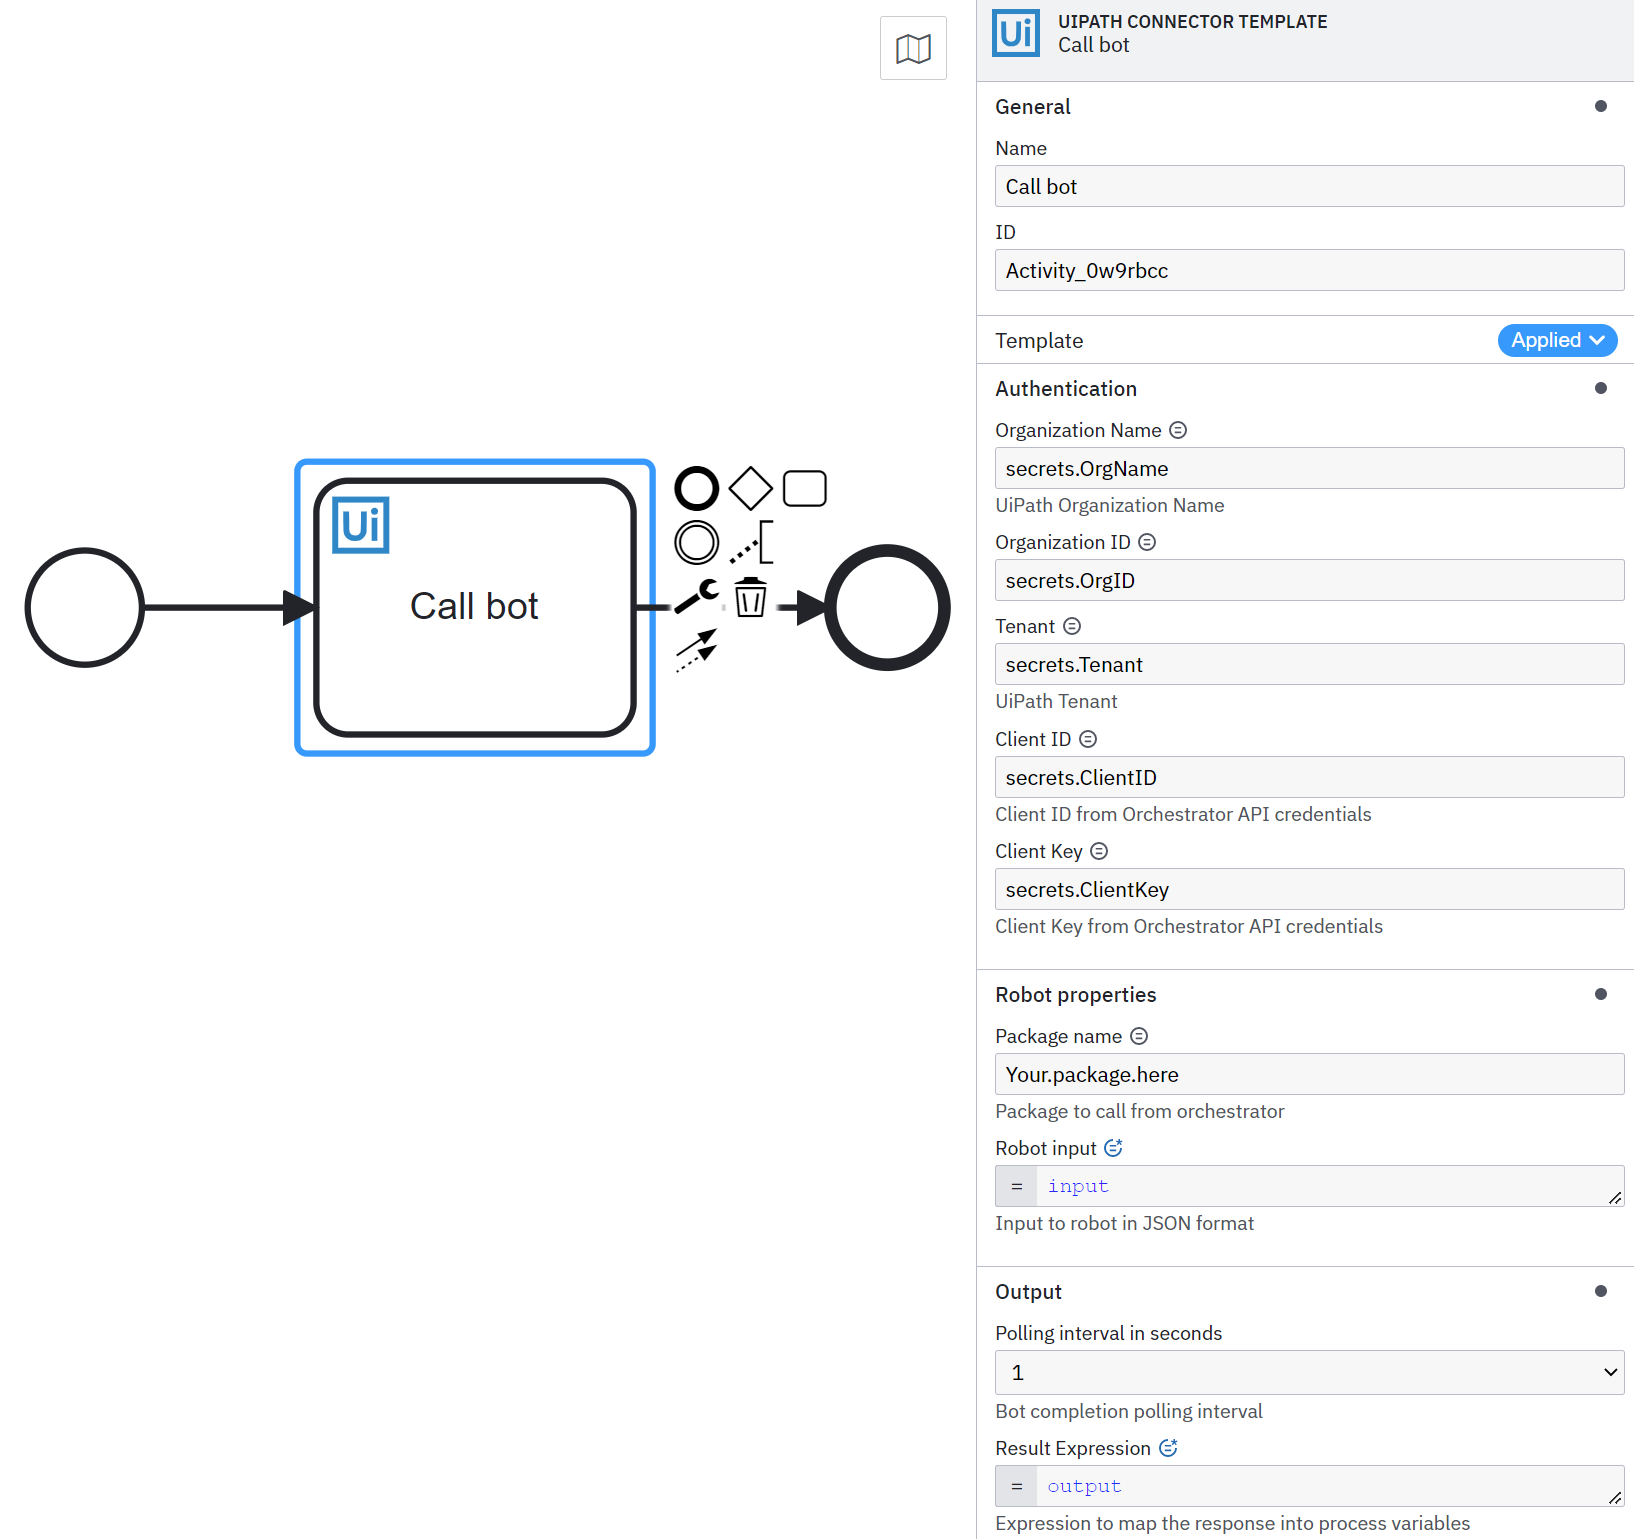 Ui
UIPATH CONNECTOR TEMPLATE
Call bot
General
Name
Call bot
ID
Activity_0w9rbcc
Template
Applied
Authentication
Organization Name
secrets.OrgName
UiPath Organization Name
Organization ID
secrets.OrgID
Tenant
secrets.Tenant
UiPath Tenant
Client ID
secrets.ClientID
Client ID from Orchestrator API credentials
Client Key
secrets.ClientKey
Client Key from Orchestrator API credentials
Robot properties
Package name
Your.package.here
Package to call from orchestrator
Robot input
= input
Input to robot in JSON format
Output
Polling interval in seconds
1
Bot completion polling interval
Result Expression
= output
Expression to map the response into process variables
Ui
Call bot